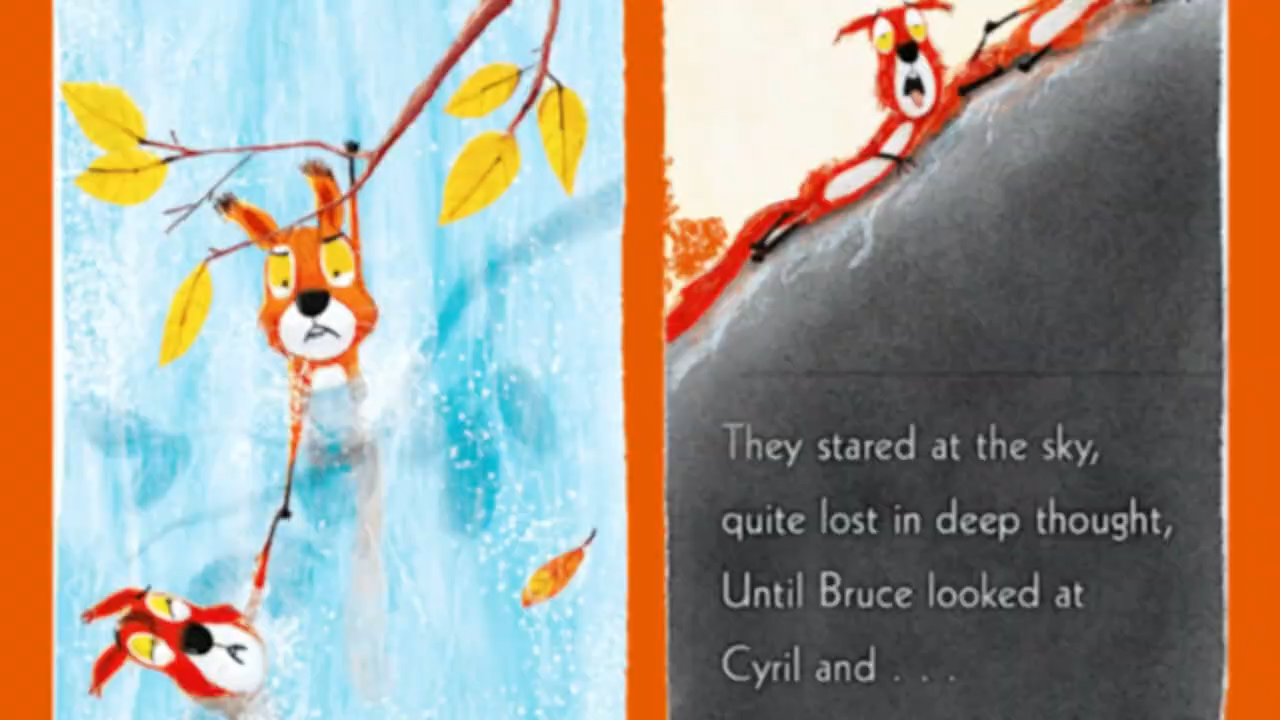 They stared at the sky,
quite lost in deep thought,
Until Bruce looked at
Cyril and . . .